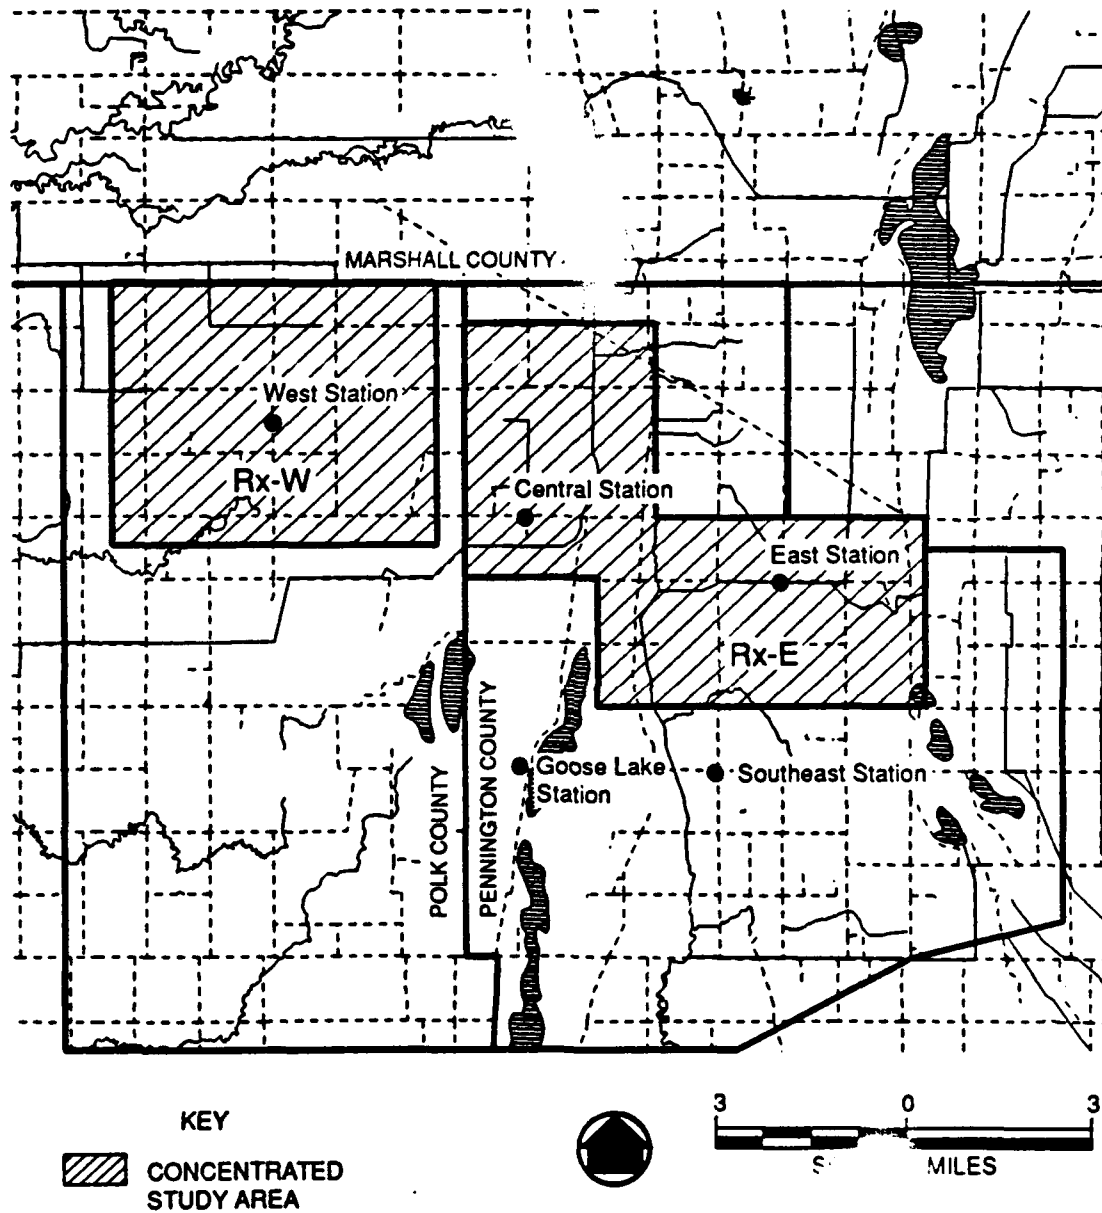 MARSHALL COUNTY
West Station
Rx-W
Central Station
East Station
Rx-E
POLK COUNTY
PENNINGTON COUNTY
Goose Lake
Station
Southeast Station
KEY
CONCENTRATED
STUDY AREA
3 0 3
MILES